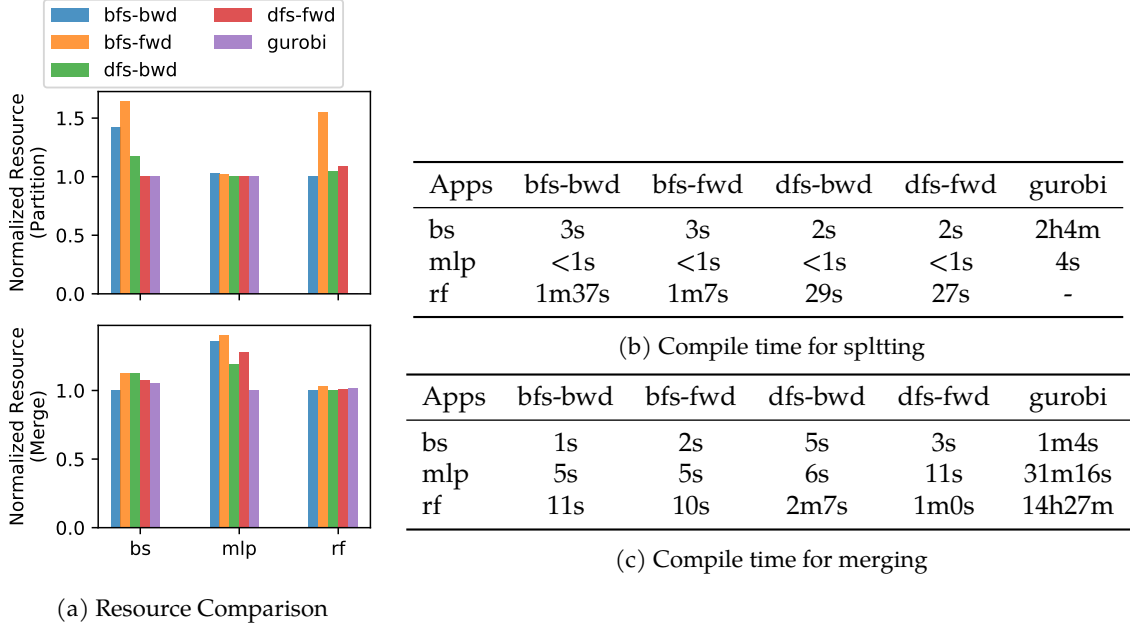 bfs-bwd
bfs-fwd
dfs-bwd
dfs-fwd
gurobi
Normalized Resource
(Partition)
1.5
1.0
0.5
0.0
Normalized Resource
(Merge)
1.0
0.5
0.0
bs mlp rf
(a) Resource Comparison
Apps bfs-bwd bfs-fwd dfs-bwd dfs-fwd gurobi
bs 3s 3s 2s 2s 2h4m
mlp <1s <1s <1s <1s 4s
rf 1m37s 1m7s 29s 27s -
(b) Compile time for spltting
Apps bfs-bwd bfs-fwd dfs-bwd dfs-fwd gurobi
bs 1s 2s 5s 3s 1m4s
mlp 5s 5s 6s 11s 31m16s
rf 11s 10s 2m7s 1m0s 14h27m
(c) Compile time for merging